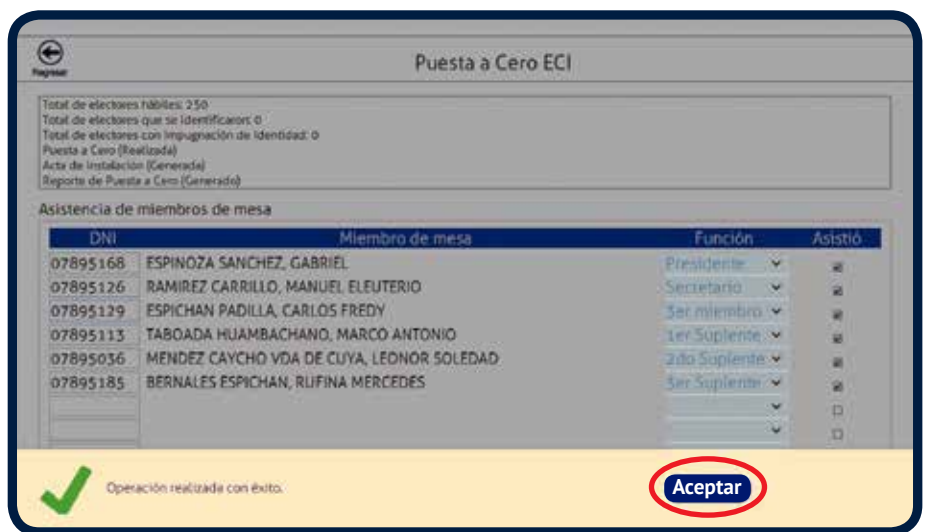 Puesta a Cero ECI
Regresar
Total de electores hábiles: 250
Total de electores que se identificaron: 0
Total de electores con impugnación de identidad: 0
Puesta a Cero (Realizada)
Acta de Instalación (Generada)
Reporte de Puesta a Cero (Generado)
Asistencia de miembros de mesa
DNI Miembro de mesa Función Asistió
07895168 ESPINOZA SANCHEZ, GABRIEL Presidente
07895126 RAMIREZ CARRILLO, MANUEL ELEUTERIO Secretario
07895129 ESPICHAN PADILLA, CARLOS FREDY 3er miembro
07895113 TABOADA HUAMBACHANO, MARCO ANTONIO 1er Suplente
07895036 MENDEZ CAYCHO VDA DE CUYA, LEONOR SOLEDAD 2do Suplente
07895185 BERNALES ESPICHAN, RUFINA MERCEDES 3er Suplente
Operación realizada con éxito.
Aceptar